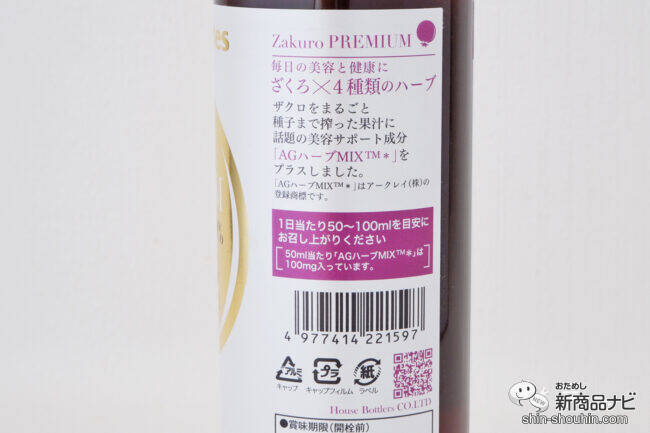 es
Zakuro PREMIUM
毎日の美容と健康に
ざくろ×4種類のハーブ
ザクロをまるごと
種子まで搾った果汁に
話題の美容サポート成分
「AGハーブMIX™*」を
プラスしました。
「AGハーブMIX™*」はアークレイ(株)の
登録商標です。
1日当たり50〜100mlを目安に
お召し上がりください
50ml当たり「AGハーブMIX™*」は
100mg入っています。
4 977414 221597
アルミ
プラ
紙
キャップ
キャップフィルム
ラベル
House Bottlers CO.LTD
●賞味期限(開栓前)
NEW
おためし
新商品ナビ
shin-shouhin.com